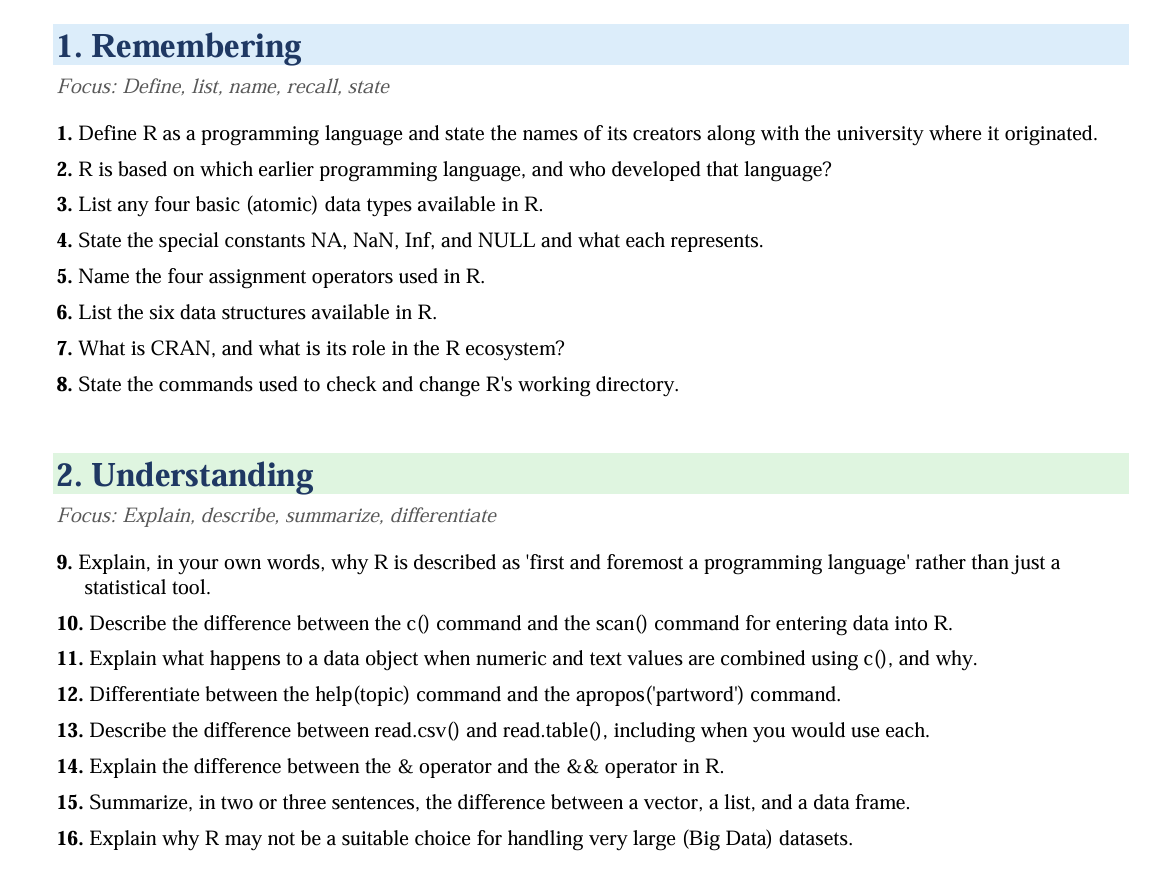 1. Remembering
Focus: Define, list, name, recall, state
1. Define R as a programming language and state the names of its creators along with the university where it originated.
2. R is based on which earlier programming language, and who developed that language?
3. List any four basic (atomic) data types available in R.
4. State the special constants NA, NaN, Inf, and NULL and what each represents.
5. Name the four assignment operators used in R.
6. List the six data structures available in R.
7. What is CRAN, and what is its role in the R ecosystem?
8. State the commands used to check and change R's working directory.
2. Understanding
Focus: Explain, describe, summarize, differentiate
9. Explain, in your own words, why R is described as 'first and foremost a programming language' rather than just a
statistical tool.
10. Describe the difference between the c() command and the scan() command for entering data into R.
11. Explain what happens to a data object when numeric and text values are combined using c(), and why.
12. Differentiate between the help(topic) command and the apropos('partword') command.
13. Describe the difference between read.csv() and read.table(), including when you would use each.
14. Explain the difference between the & operator and the && operator in R.
15. Summarize, in two or three sentences, the difference between a vector, a list, and a data frame.
16. Explain why R may not be a suitable choice for handling very large (Big Data) datasets.